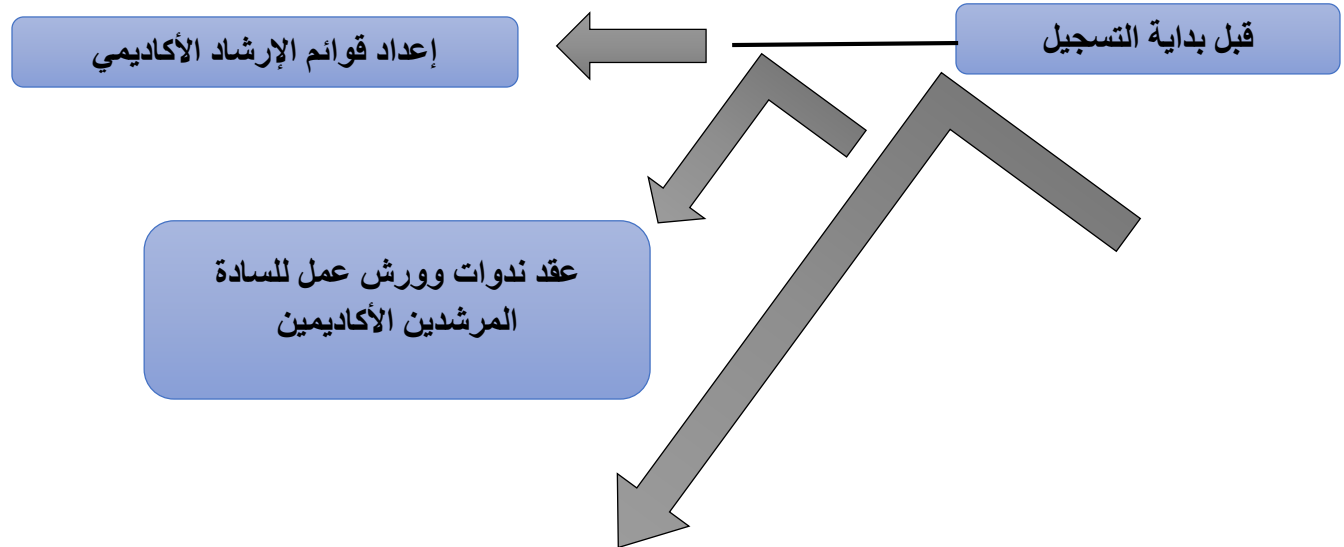 قبل بداية التسجيل
إعداد قوائم الإرشاد الأكاديمي
عقد ندوات وورش عمل للسادة
المرشدين الأكاديمين